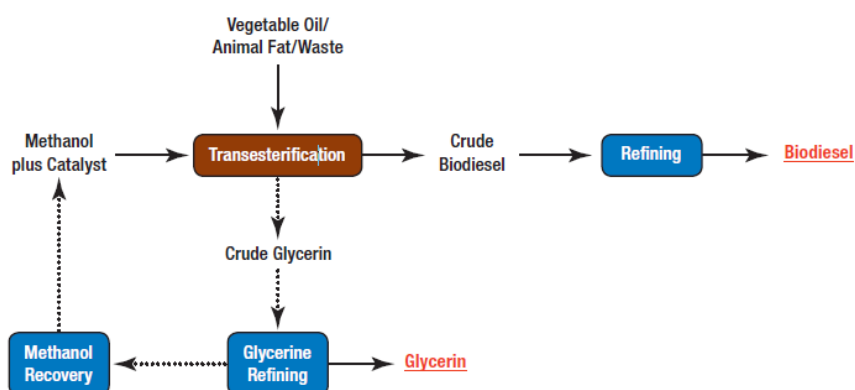 Vegetable Oil/
Animal Fat/Waste
Methanol
plus Catalyst
Transesterification
Crude
Biodiesel
Refining
Biodiesel
Crude Glycerin
Methanol
Recovery
Glycerine
Refining
Glycerin